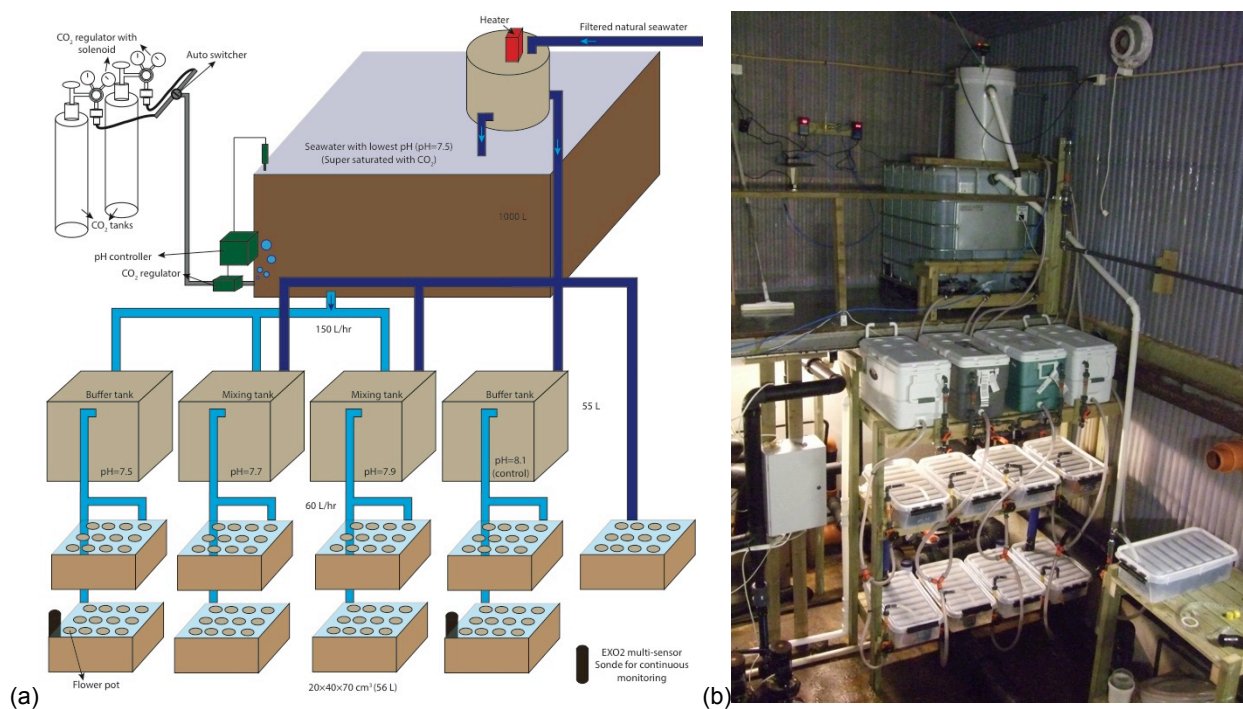 CO2 regulator with
solenoid
Auto switcher
Heater
Filtered natural seawater
Seawater with lowest pH (pH=7.5)
(Super saturated with CO2)
1000 L
CO2 tanks
pH controller
CO2 regulator
150 L/hr
Buffer tank
Mixing tank
Mixing tank
Buffer tank
55 L
pH=7.5
pH=7.7
pH=7.9
pH=8.1
(control)
60 L/hr
Flower pot
20×40×70 cm³ (56 L)
EXO2 multi-sensor
Sonde for continuous
monitoring
(a)
(b)